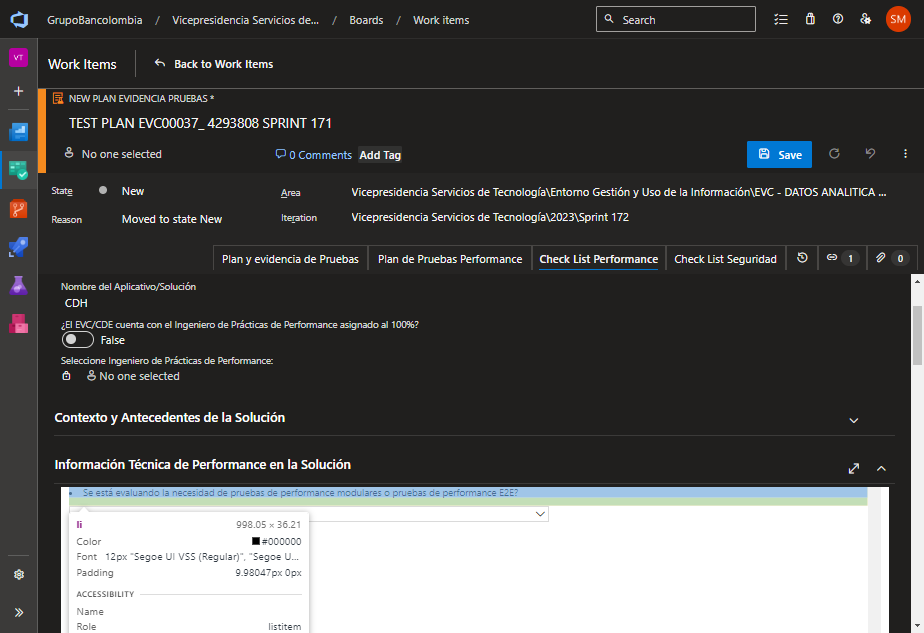 GrupoBancolombia / Vicepresidencia Servicios de... / Boards / Work items
Search
SM
VT
Work Items
Back to Work Items
NEW PLAN EVIDENCIA PRUEBAS *
TEST PLAN EVC00037_ 4293808 SPRINT 171
No one selected
0 Comments
Add Tag
Save
State
New
Area
Vicepresidencia Servicios de Tecnología\Entorno Gestión y Uso de la Información\EVC - DATOS ANALITICA ...
Reason
Moved to state New
Iteration
Vicepresidencia Servicios de Tecnología\2023\Sprint 172
Plan y evidencia de Pruebas
Plan de Pruebas Performance
Check List Performance
Check List Seguridad
1
0
Nombre del Aplicativo/Solución
CDH
¿El EVC/CDE cuenta con el Ingeniero de Prácticas de Performance asignado al 100%?
False
Seleccione Ingeniero de Prácticas de Performance:
No one selected
Contexto y Antecedentes de la Solución
Información Técnica de Performance en la Solución
• Se está evaluando la necesidad de pruebas de performance modulares o pruebas de performance E2E?
li 998.05 × 36.21
Color #000000
Font 12px "Segoe UI VSS (Regular)", "Segoe U...
Padding 9.98047px 0px
ACCESSIBILITY
Name
Role listitem